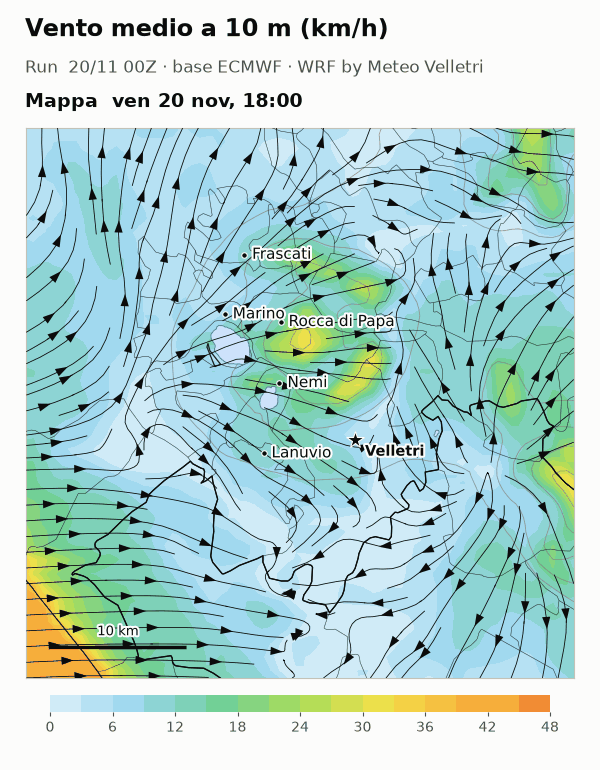 Vento medio a 10 m (km/h)
Run  20/11 00Z · base ECMWF · WRF by Meteo Velletri
Mappa  ven 20 nov, 18:00
Frascati
Marino
Rocca di Papa
Nemi
Velletri
Lanuvio
10 km
0 6 12 18 24 30 36 42 48